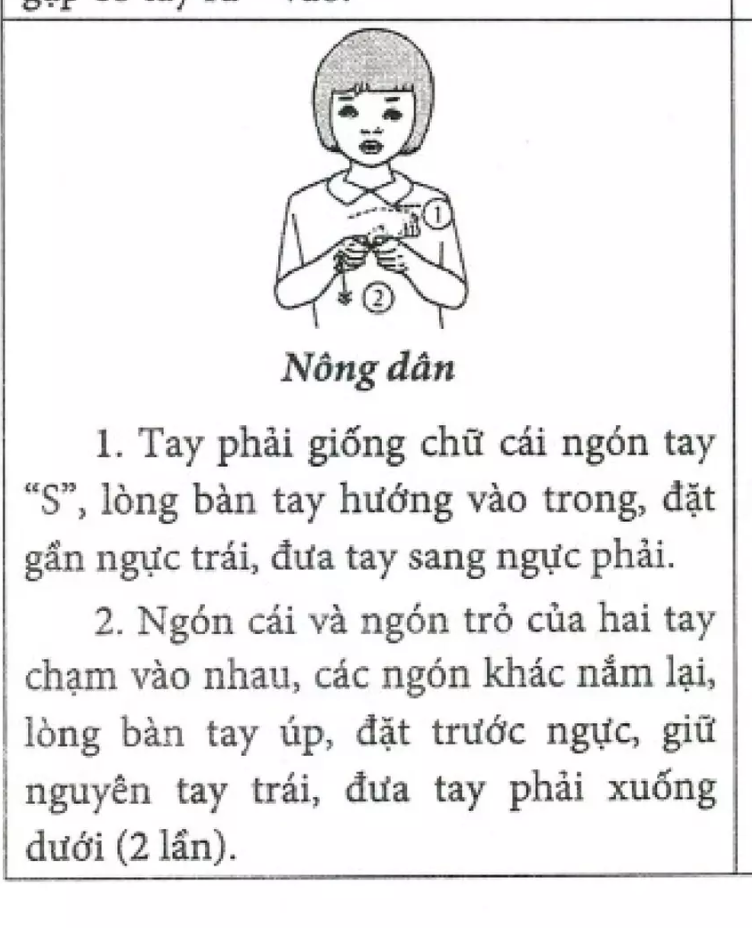 ①
②
Nông dân
1. Tay phải giống chữ cái ngón tay
“S”, lòng bàn tay hướng vào trong, đặt
gần ngực trái, đưa tay sang ngực phải.
2. Ngón cái và ngón trỏ của hai tay
chạm vào nhau, các ngón khác nắm lại,
lòng bàn tay úp, đặt trước ngực, giữ
nguyên tay trái, đưa tay phải xuống
dưới (2 lần).